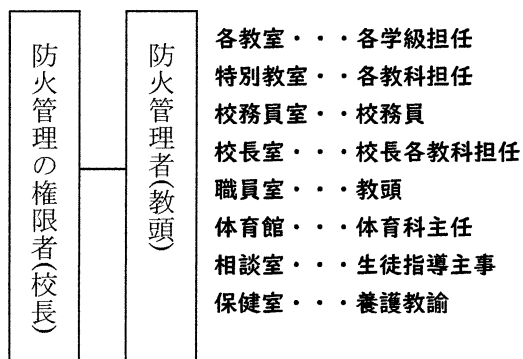 防火管理の権限者(校長)
防火管理者(教頭)
各教室・・・各学級担任
特別教室・・・各教科担任
校務員室・・・校務員
校長室・・・校長各教科担任
職員室・・・教頭
体育館・・・体育科主任
相談室・・・生徒指導主事
保健室・・・養護教諭